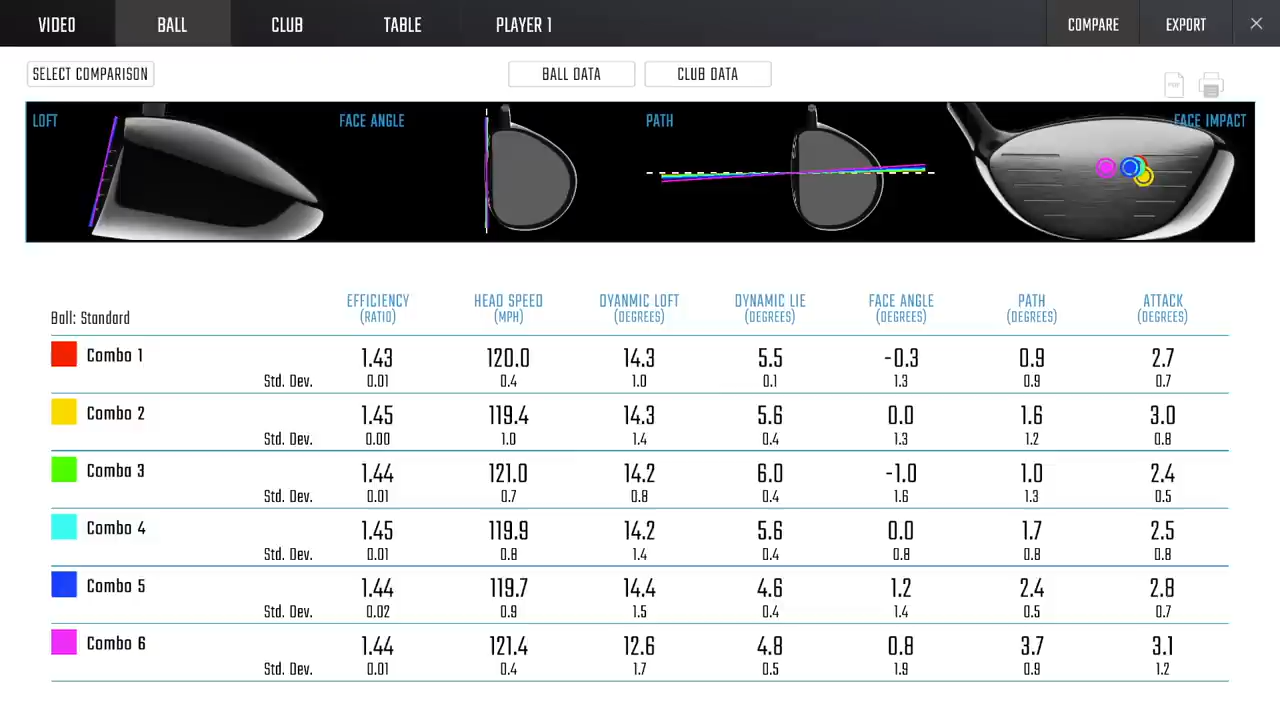 VIDEO BALL CLUB TABLE PLAYER 1 COMPARE EXPORT ×
SELECT COMPARISON BALL DATA CLUB DATA
LOFT FACE ANGLE PATH FACE IMPACT
EFFICIENCY HEAD SPEED DYANMIC LOFT DYNAMIC LIE FACE ANGLE PATH ATTACK
Ball: Standard (RATIO) (MPH) (DEGREES) (DEGREES) (DEGREES) (DEGREES) (DEGREES)
Combo 1 1.43 120.0 14.3 5.5 -0.3 0.9 2.7
Std. Dev. 0.01 0.4 1.0 0.1 1.3 0.9 0.7
Combo 2 1.45 119.4 14.3 5.6 0.0 1.6 3.0
Std. Dev. 0.00 1.0 1.4 0.4 1.3 1.2 0.8
Combo 3 1.44 121.0 14.2 6.0 -1.0 1.0 2.4
Std. Dev. 0.01 0.7 0.8 0.4 1.6 1.3 0.5
Combo 4 1.45 119.9 14.2 5.6 0.0 1.7 2.5
Std. Dev. 0.01 0.8 1.4 0.4 0.8 0.8 0.8
Combo 5 1.44 119.7 14.4 4.6 1.2 2.4 2.8
Std. Dev. 0.02 0.9 1.5 0.4 1.4 0.5 0.7
Combo 6 1.44 121.4 12.6 4.8 0.8 3.7 3.1
Std. Dev. 0.01 0.4 1.7 0.5 1.9 0.9 1.2